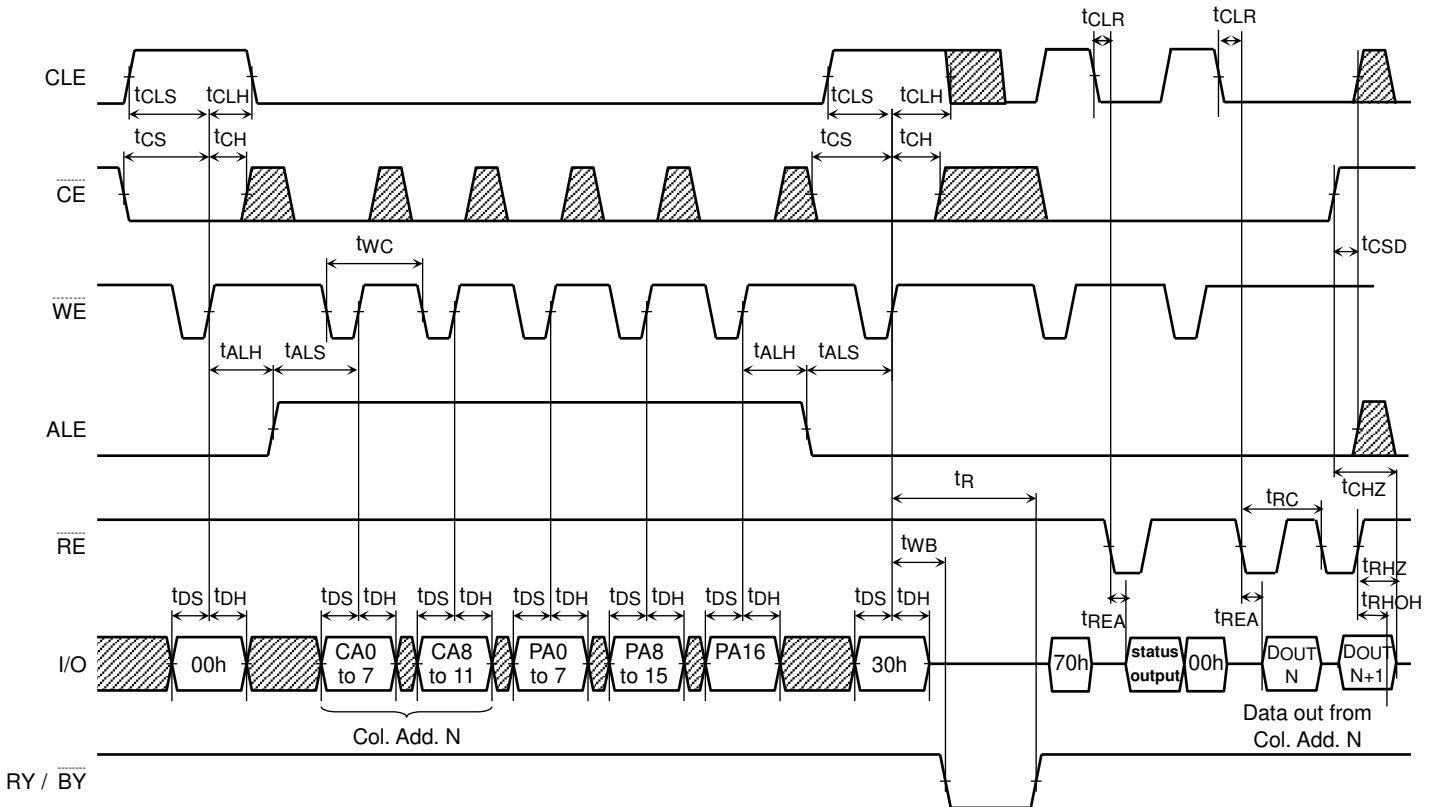 tCLR tCLR
CLE
tCLS tCLH tCLS tCLH
tCS tCH tCS tCH
CE
tWC tCSD
WE
tALH tALS tALH tALS
ALE
tR tCHZ
tRC
RE
tWB
tRHZ
tDS tDH tDS tDH tDS tDH tDS tDH tDS tDH tDS tDH tDS tDH tREA tREA tRHOH
I/O
00h
CA0
to 7
CA8
to 11
PA0
to 7
PA8
to 15
PA16
30h
70h
status
output
00h
DOUT
N
DOUT
N+1
Col. Add. N
Data out from
Col. Add. N
RY / BY